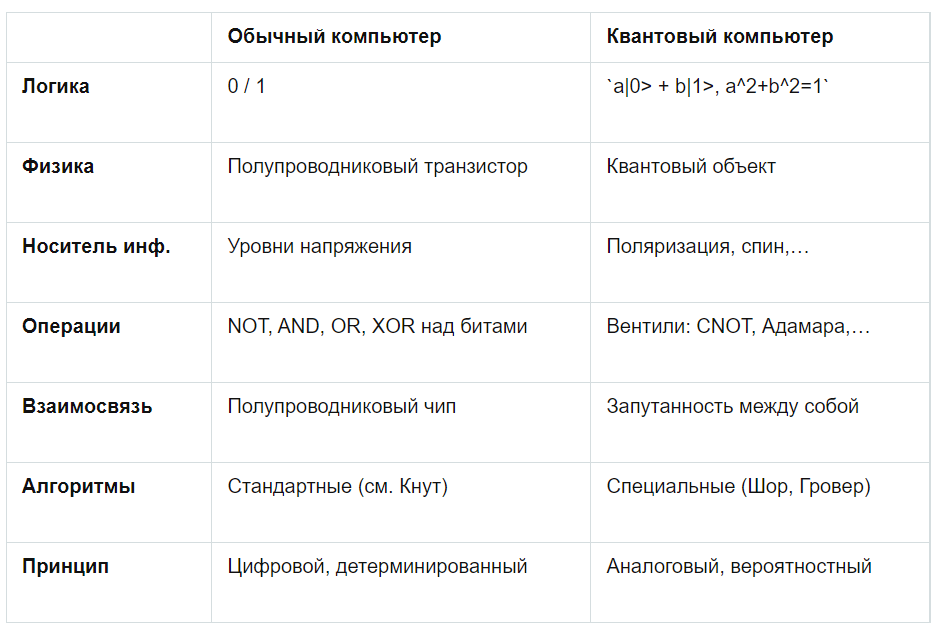 Обычный компьютер Квантовый компьютер
Логика 0 / 1 `a|0> + b|1>, a^2+b^2=1`
Физика Полупроводниковый транзистор Квантовый объект
Носитель инф. Уровни напряжения Поляризация, спин,…
Операции NOT, AND, OR, XOR над битами Вентили: CNOT, Адамара,…
Взаимосвязь Полупроводниковый чип Запутанность между собой
Алгоритмы Стандартные (см. Кнут) Специальные (Шор, Гровер)
Принцип Цифровой, детерминированный Аналоговый, вероятностный